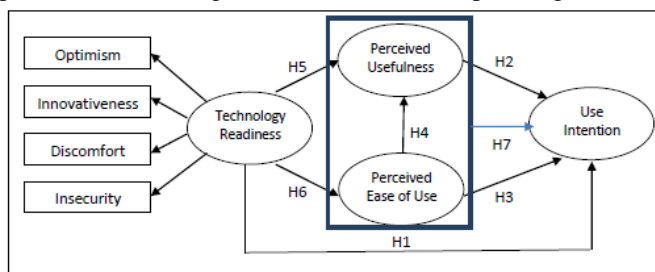 Optimism
Innovativeness
Discomfort
Insecurity
Technology
Readiness
H5
H6
Perceived
Usefulness
H4
Perceived
Ease of Use
H2
H7
H3
Use
Intention
H1